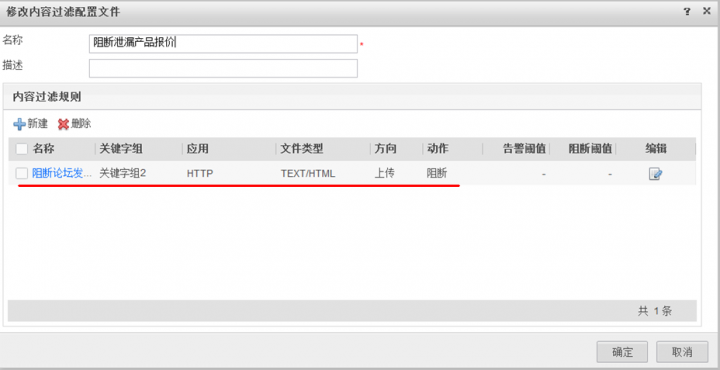 修改内容过滤配置文件 ? ×
名称 阻断泄漏产品报价 *
描述
内容过滤规则
新建 删除
名称 关键字组 应用 文件类型 方向 动作 告警阈值 阻断阈值 编辑
阻断论坛发... 关键字组2 HTTP TEXT/HTML 上传 阻断 - -
共 1 条
确定 取消